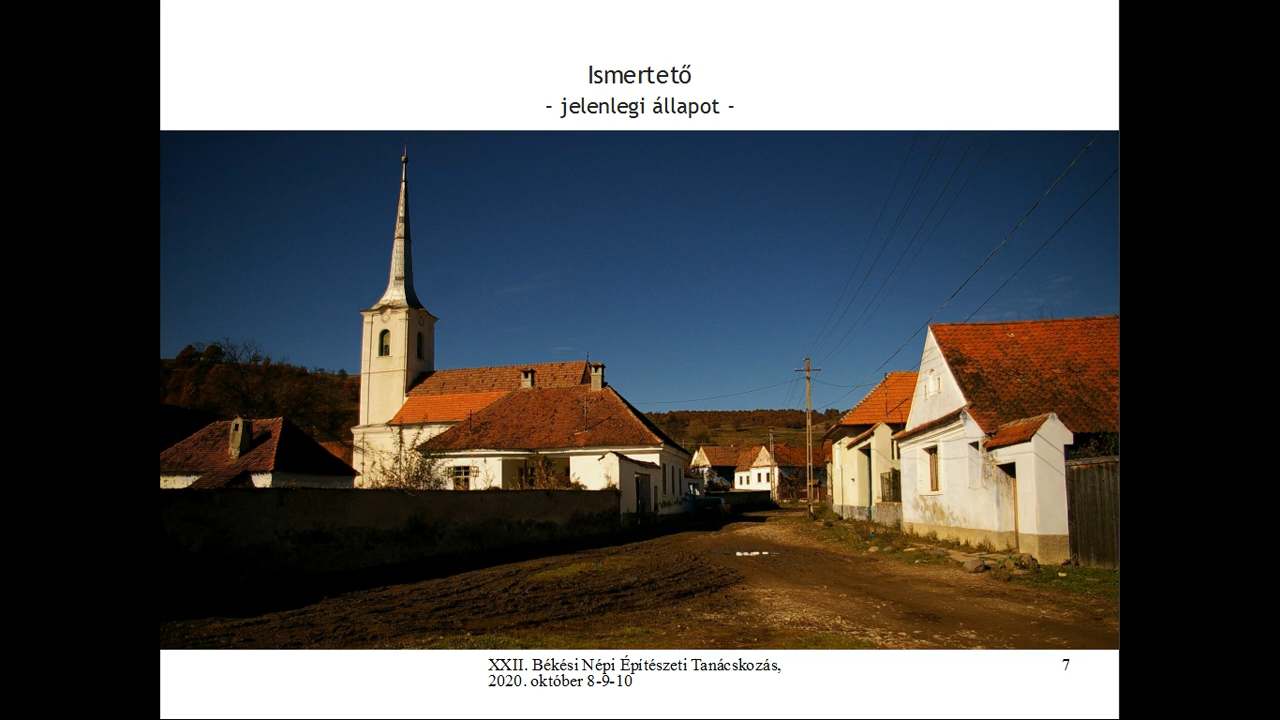 Ismertető
- jelenlegi állapot -
XXII. Békési Népi Építészeti Tanácskozás,
2020. október 8-9-10
7